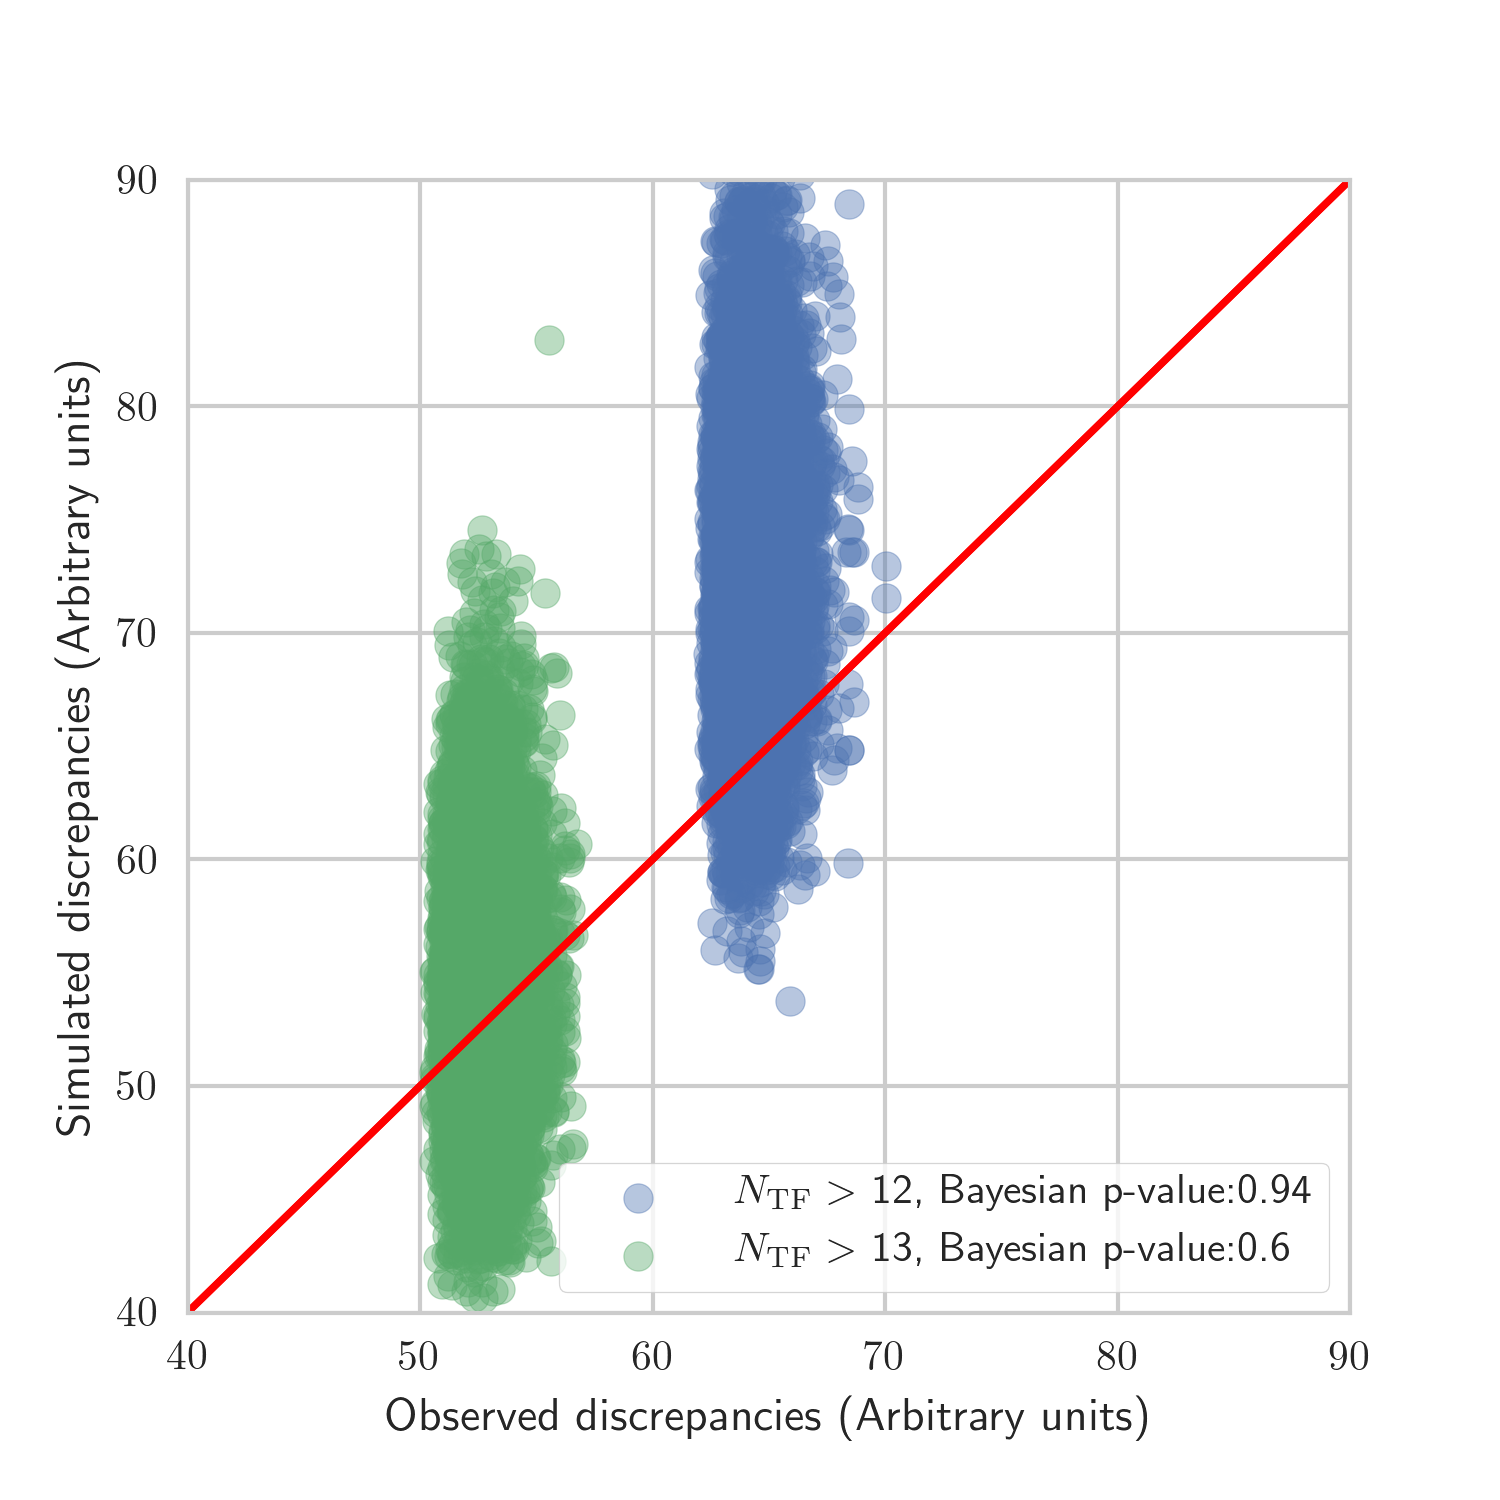 90
80
70
60
50
40
Simulated discrepancies (Arbitrary units)
N_TF > 12, Bayesian p-value:0.94
N_TF > 13, Bayesian p-value:0.6
40 50 60 70 80 90
Observed discrepancies (Arbitrary units)